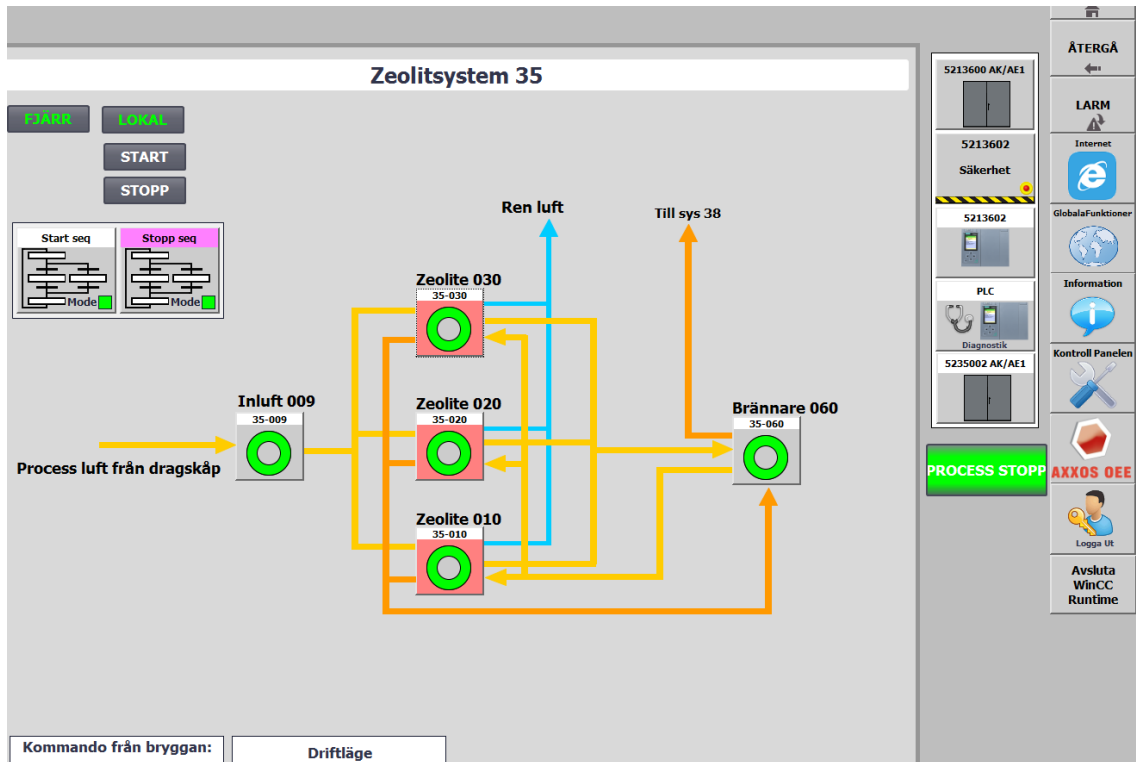 Zeolitsystem 35
FJÄRR
LOKAL
START
STOPP
Start seq
Mode
Stopp seq
Mode
Ren luft
Till sys 38
Zeolite 030
35-030
Zeolite 020
35-020
Zeolite 010
35-010
Inluft 009
35-009
Process luft från dragskåp
Brännare 060
35-060
Kommando från bryggan:
Driftläge
5213600 AK/AE1
5213602
Säkerhet
5213602
PLC
Diagnostik
5235002 AK/AE1
PROCESS STOPP
ÅTERGÅ
LARM
Internet
GlobalaFunktioner
Information
Kontroll Panelen
AXXOS OEE
Logga Ut
Avsluta
WinCC
Runtime